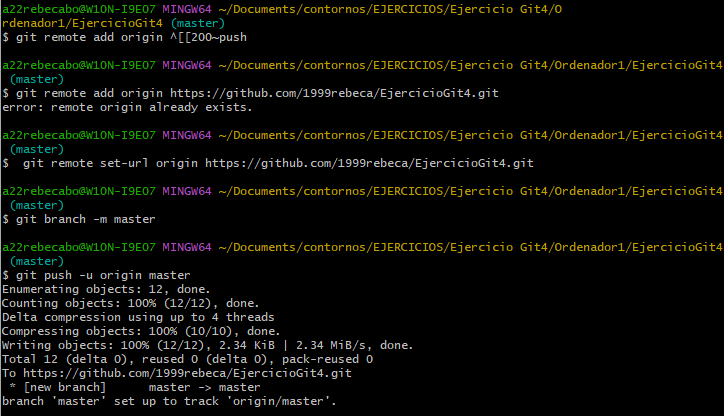 a22rebecabo@W10N-I9E07 MINGW64 ~/Documents/contornos/EJERCICIOS/Ejercicio Git4/O
rdenador1/EjercicioGit4 (master)
$ git remote add origin ^[[200~push
a22rebecabo@W10N-I9E07 MINGW64 ~/Documents/contornos/EJERCICIOS/Ejercicio Git4/Ordenador1/EjercicioGit4
(master)
$ git remote add origin https://github.com/1999rebeca/EjercicioGit4.git
error: remote origin already exists.
a22rebecabo@W10N-I9E07 MINGW64 ~/Documents/contornos/EJERCICIOS/Ejercicio Git4/Ordenador1/EjercicioGit4
(master)
$  git remote set-url origin https://github.com/1999rebeca/EjercicioGit4.git
a22rebecabo@W10N-I9E07 MINGW64 ~/Documents/contornos/EJERCICIOS/Ejercicio Git4/Ordenador1/EjercicioGit4
(master)
$ git branch -m master
a22rebecabo@W10N-I9E07 MINGW64 ~/Documents/contornos/EJERCICIOS/Ejercicio Git4/Ordenador1/EjercicioGit4
(master)
$ git push -u origin master
Enumerating objects: 12, done.
Counting objects: 100% (12/12), done.
Delta compression using up to 4 threads
Compressing objects: 100% (10/10), done.
Writing objects: 100% (12/12), 2.34 KiB | 2.34 MiB/s, done.
Total 12 (delta 0), reused 0 (delta 0), pack-reused 0
To https://github.com/1999rebeca/EjercicioGit4.git
* [new branch]      master -> master
branch 'master' set up to track 'origin/master'.